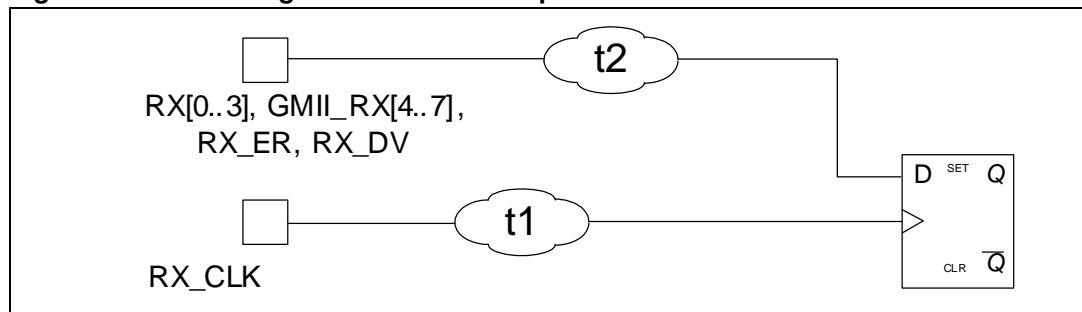 t2
RX[0..3], GMII_RX[4..7],
RX_ER, RX_DV
D SET Q
t1
CLR Q
RX_CLK